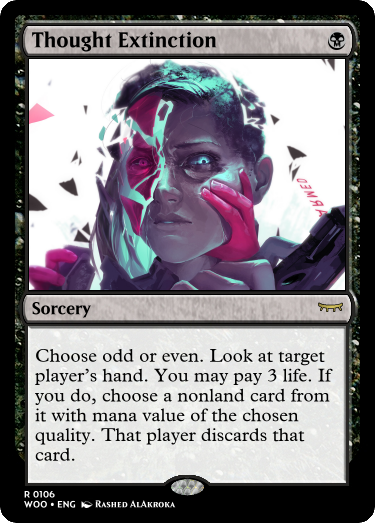 Thought Extinction
ARMED
Sorcery
Choose odd or even. Look at target
player's hand. You may pay 3 life. If
you do, choose a nonland card from
it with mana value of the chosen
quality. That player discards that
card.
R 0106
WOO • ENG Rashed AlAkroka